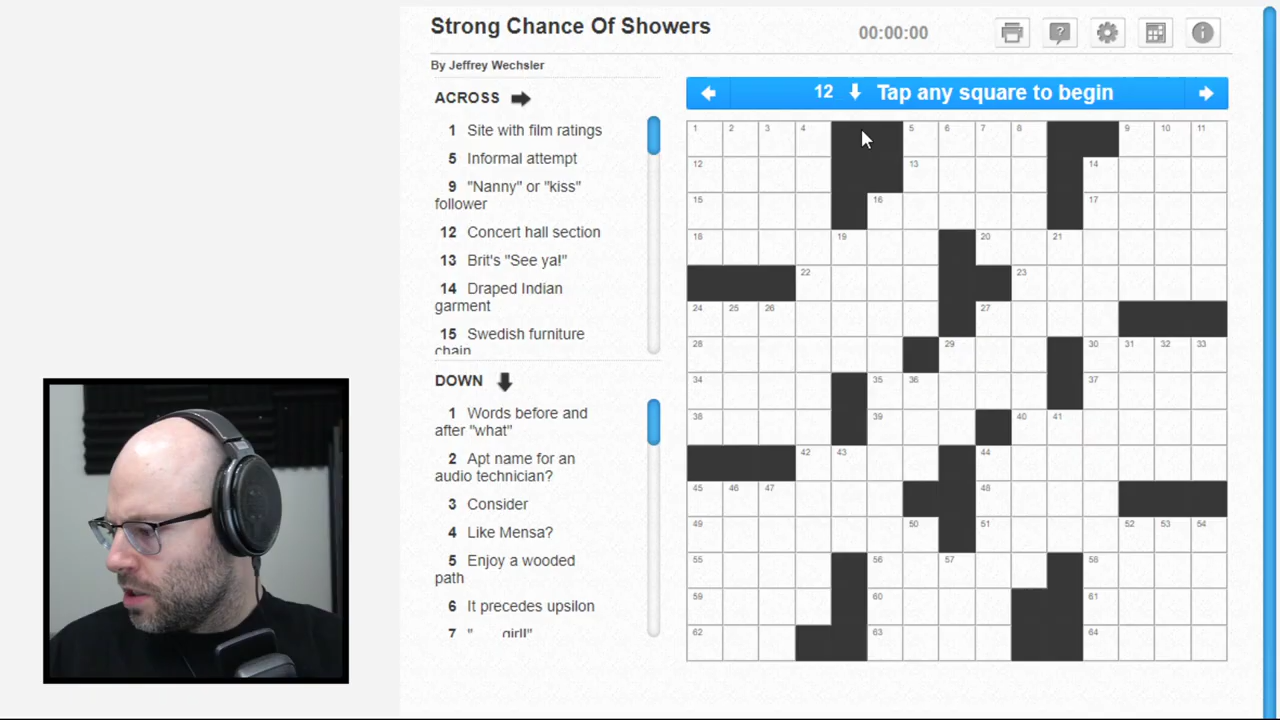 Strong Chance Of Showers
00:00:00
By Jeffrey Wechsler
ACROSS
1 Site with film ratings
5 Informal attempt
9 "Nanny" or "kiss"
follower
12 Concert hall section
13 Brit's "See ya!"
14 Draped Indian
garment
15 Swedish furniture
chain
DOWN
1 Words before and
after "what"
2 Apt name for an
audio technician?
3 Consider
4 Like Mensa?
5 Enjoy a wooded
path
6 It precedes upsilon
7 "___ girl!"
12 Tap any square to begin
1 2 3 4 5 6 7 8 9 10 11
12 13 14
15 16 17
18 19 20 21
22 23
24 25 26 27
28 29 30 31 32 33
34 35 36 37
38 39 40 41
42 43 44
45 46 47 48
49 50 51 52 53 54
55 56 57 58
59 60 61
62 63 64